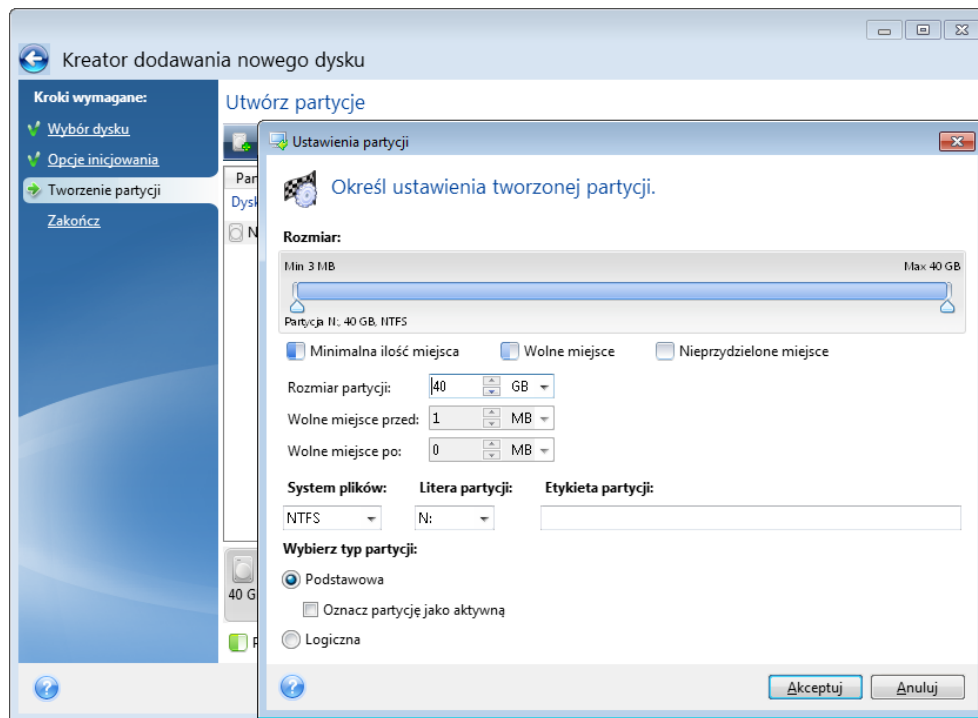 Kreator dodawania nowego dysku
Kroki wymagane:
Wybór dysku
Opcje inicjowania
Tworzenie partycji
Zakończ
Utwórz partycje
Ustawienia partycji
Określ ustawienia tworzonej partycji.
Rozmiar:
Min 3 MB Max 40 GB
Partycja N:, 40 GB, NTFS
Minimalna ilość miejsca Wolne miejsce Nieprzydzielone miejsce
Rozmiar partycji: 40 GB
Wolne miejsce przed: 1 MB
Wolne miejsce po: 0 MB
System plików: Litera partycji: Etykieta partycji:
NTFS N:
Wybierz typ partycji:
Podstawowa
Oznacz partycję jako aktywną
Logiczna
40 G
Akceptuj Anuluj